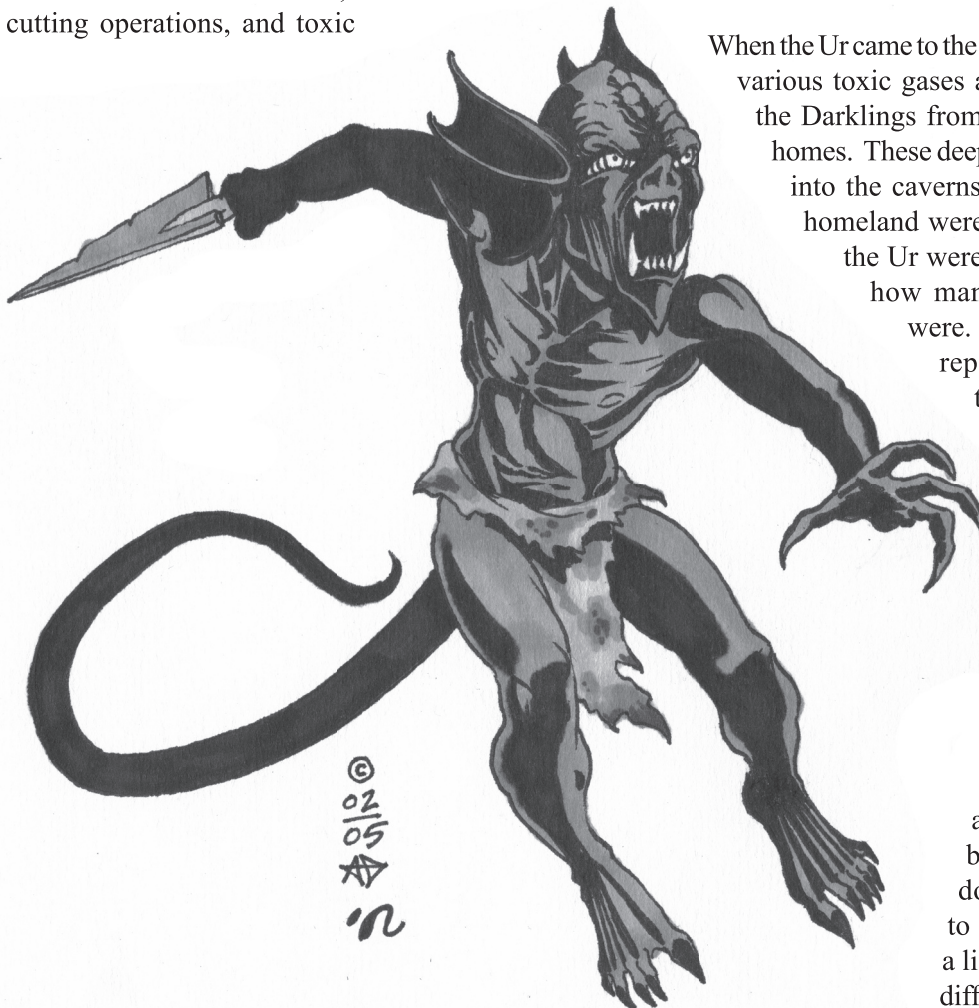 cutting operations, and toxic
When the Ur came to the
various toxic gases a
the Darklings from
homes. These deep
into the caverns
homeland were
the Ur were
how man
were.
rep
t
a
b
do
to
a li
diff
©
02
05